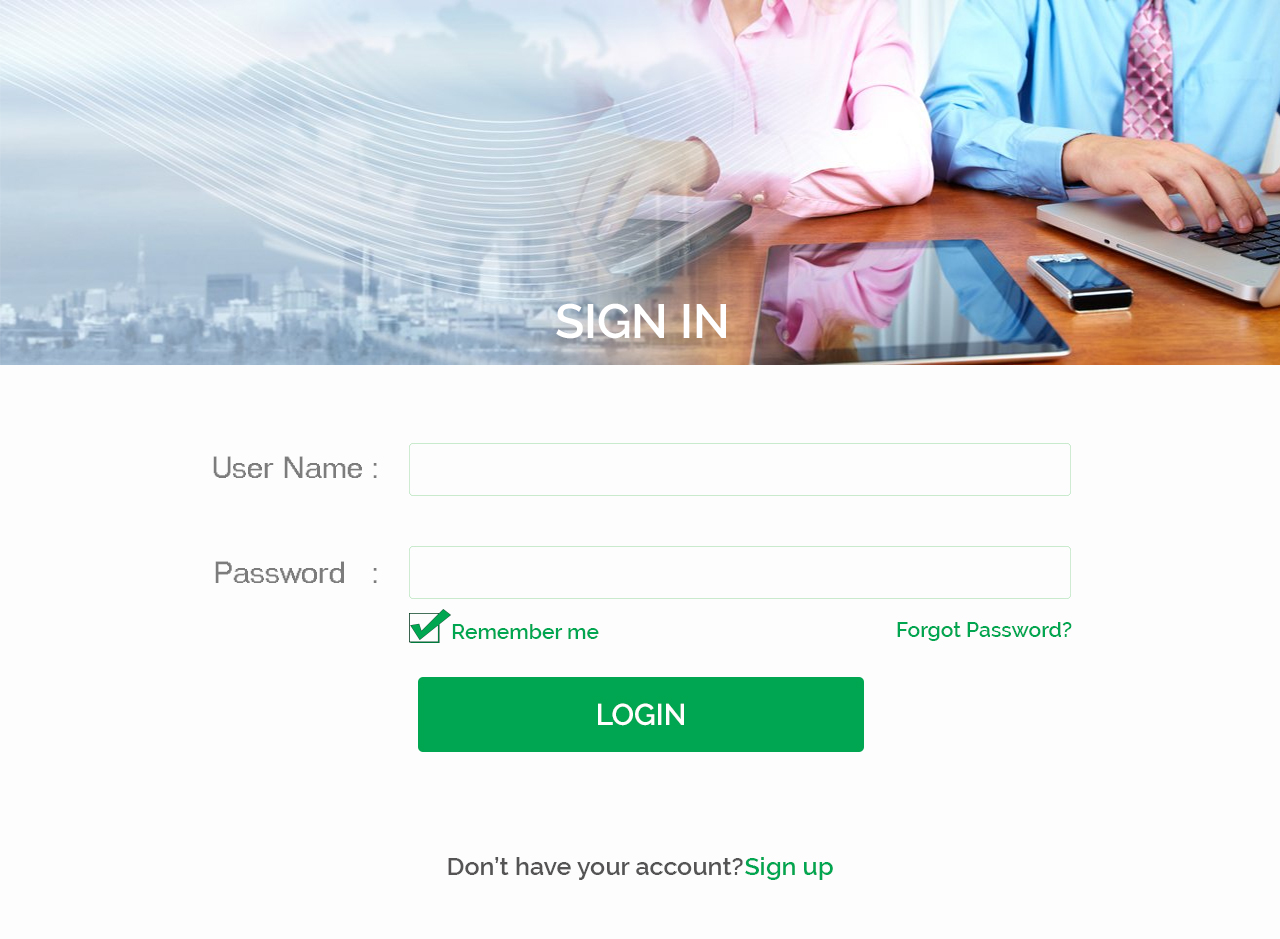 SIGN IN
User Name :
Password :
Remember me
Forgot Password?
LOGIN
Don't have your account?Sign up